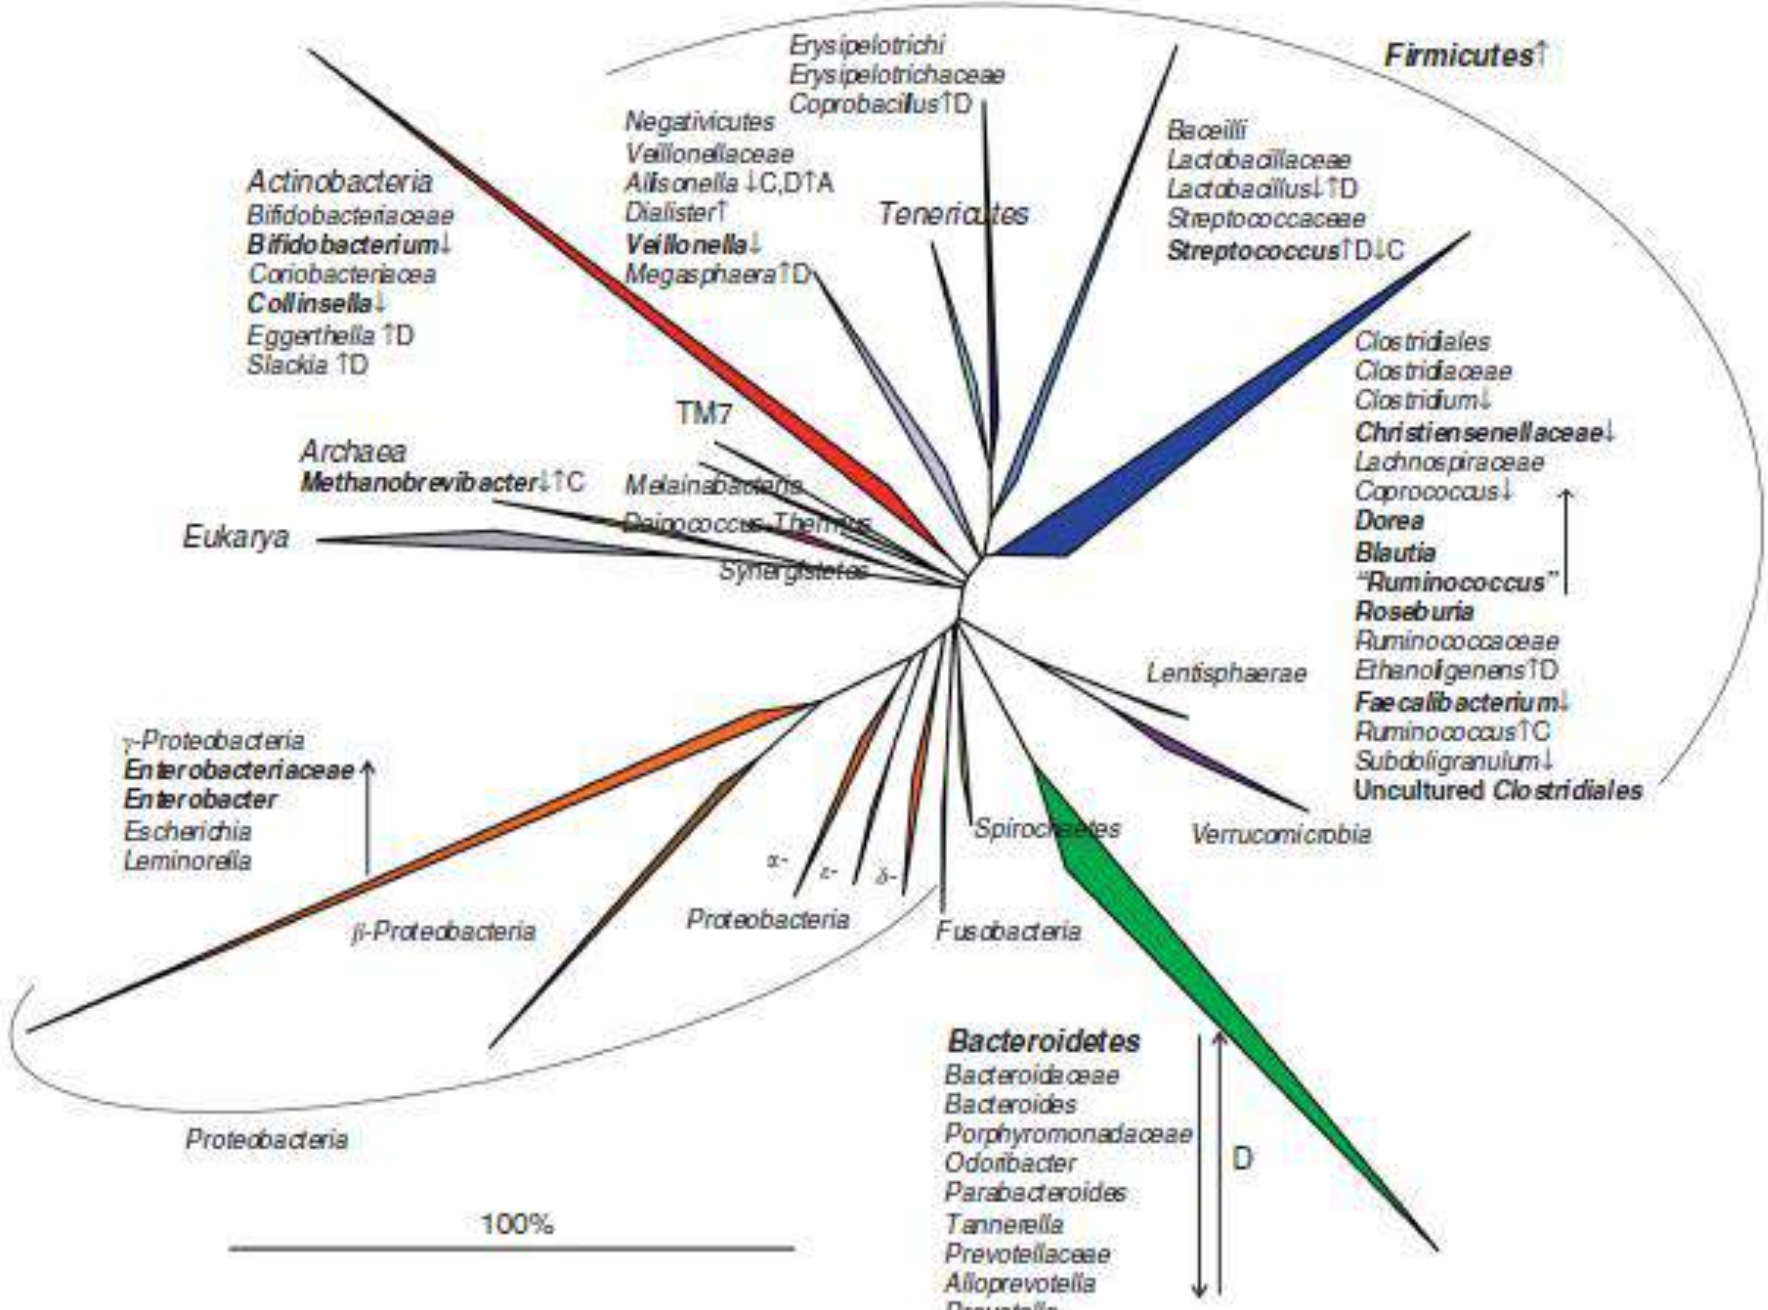 Firmicutes↑
Erysipelotrichi
Erysipelotrichaceae
Coprobacillus↑D
Negativicutes
Veillonellaceae
Allisonella ↓C,D↑A
Dialister↑
Veillonella↓
Megasphaera↑D
Tenericutes
Baceilli
Lactobacillaceae
Lactobacillus↓↑D
Streptococcaceae
Streptococcus↑D↓C
Actinobacteria
Bifidobacteriaceae
Bifidobacterium↓
Coriobacteriacea
Collinsella↓
Eggerthella ↑D
Slackia ↑D
Clostridiales
Clostridiaceae
Clostridium↓
Christiensenellaceae↓
Lachnospiraceae
Coprococcus↓
Dorea
Blautia
“Ruminococcus”
Roseburia
Ruminococcaceae
Ethanoligenens↑D
Faecalibacterium↓
Ruminococcus↑C
Subdoligranulum↓
Uncultured Clostridiales
TM7
Archaea
Methanobrevibacter↓↑C
Melainabacteria
Deinococcus-Thermus
Eukarya
Synergistetes
Lentisphaerae
Verrucomicrobia
Spirochaetes
γ-Proteobacteria
Enterobacteriaceae
Enterobacter
Escherichia
Leminorella
β-Proteobacteria
α-
ε-
δ-
Proteobacteria
Fusobacteria
Proteobacteria
Bacteroidetes
Bacteroidaceae
Bacteroides
Porphyromonadaceae
Odoribacter
Parabacteroides
Tannerella
Prevotellaceae
Alloprevotella
D
100%